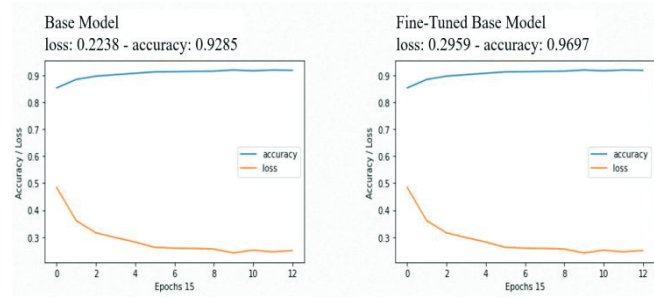 Base Model
loss: 0.2238 - accuracy: 0.9285
0.9
0.8
0.7
0.6
0.5
0.4
0.3
Accuracy / Loss
accuracy
loss
0 2 4 6 8 10 12
Epochs 15
Fine-Tuned Base Model
loss: 0.2959 - accuracy: 0.9697
0.9
0.8
0.7
0.6
0.5
0.4
0.3
Accuracy / Loss
accuracy
loss
0 2 4 6 8 10 12
Epochs 15